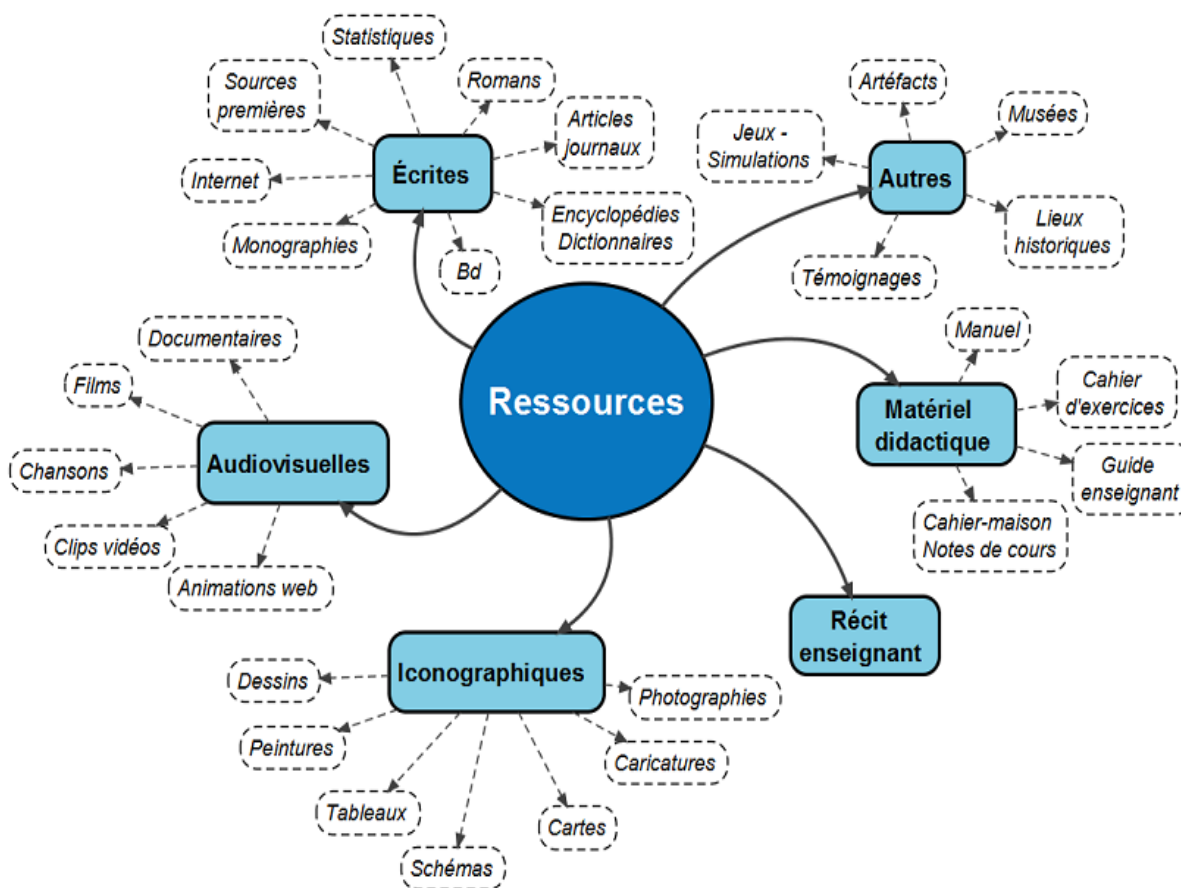 Statistiques
Sources
premières
Romans
Articles
journaux
Internet
Écrites
Monographies
Encyclopédies
Dictionnaires
Bd
Artéfacts
Musées
Jeux -
Simulations
Autres
Lieux
historiques
Témoignages
Ressources
Documentaires
Films
Audiovisuelles
Chansons
Clips vidéos
Animations web
Manuel
Matériel
didactique
Cahier
d'exercices
Guide
enseignant
Cahier-maison
Notes de cours
Récit
enseignant
Iconographiques
Dessins
Photographies
Peintures
Caricatures
Tableaux
Cartes
Schémas